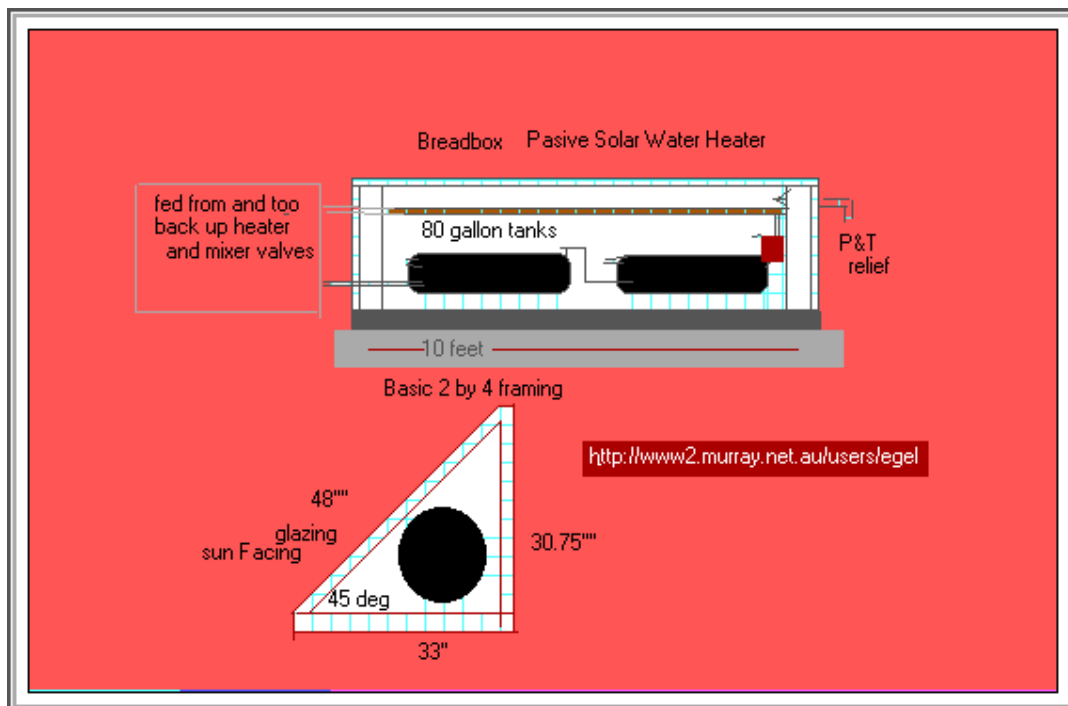 Breadbox Pasive Solar Water Heater
fed from and too
back up heater
and mixer valves
80 gallon tanks
P&T
relief
10 feet
Basic 2 by 4 framing
http://www2.murray.net.au/users/egel
48""
glazing
sun Facing
30.75""
45 deg
33"